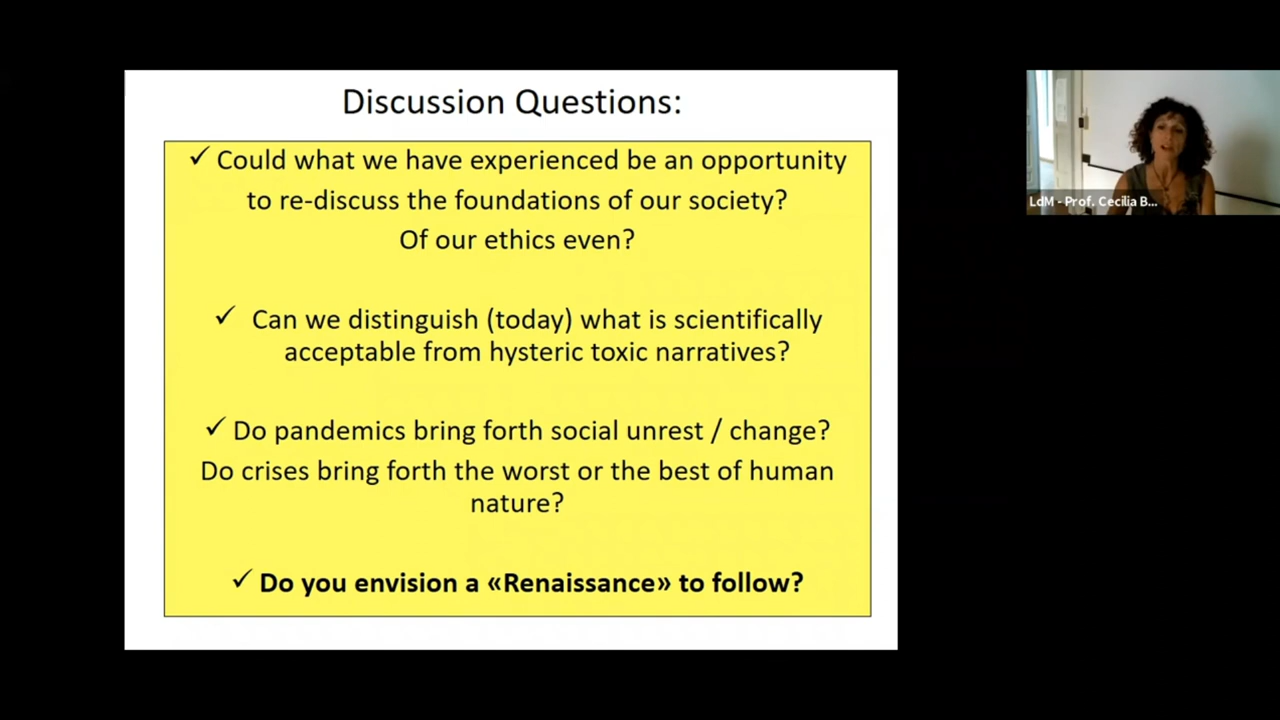 Discussion Questions:
✓ Could what we have experienced be an opportunity
to re-discuss the foundations of our society?
Of our ethics even?
✓ Can we distinguish (today) what is scientifically
acceptable from hysteric toxic narratives?
✓ Do pandemics bring forth social unrest / change?
Do crises bring forth the worst or the best of human
nature?
✓ Do you envision a «Renaissance» to follow?
LdM - Prof. Cecilia B...